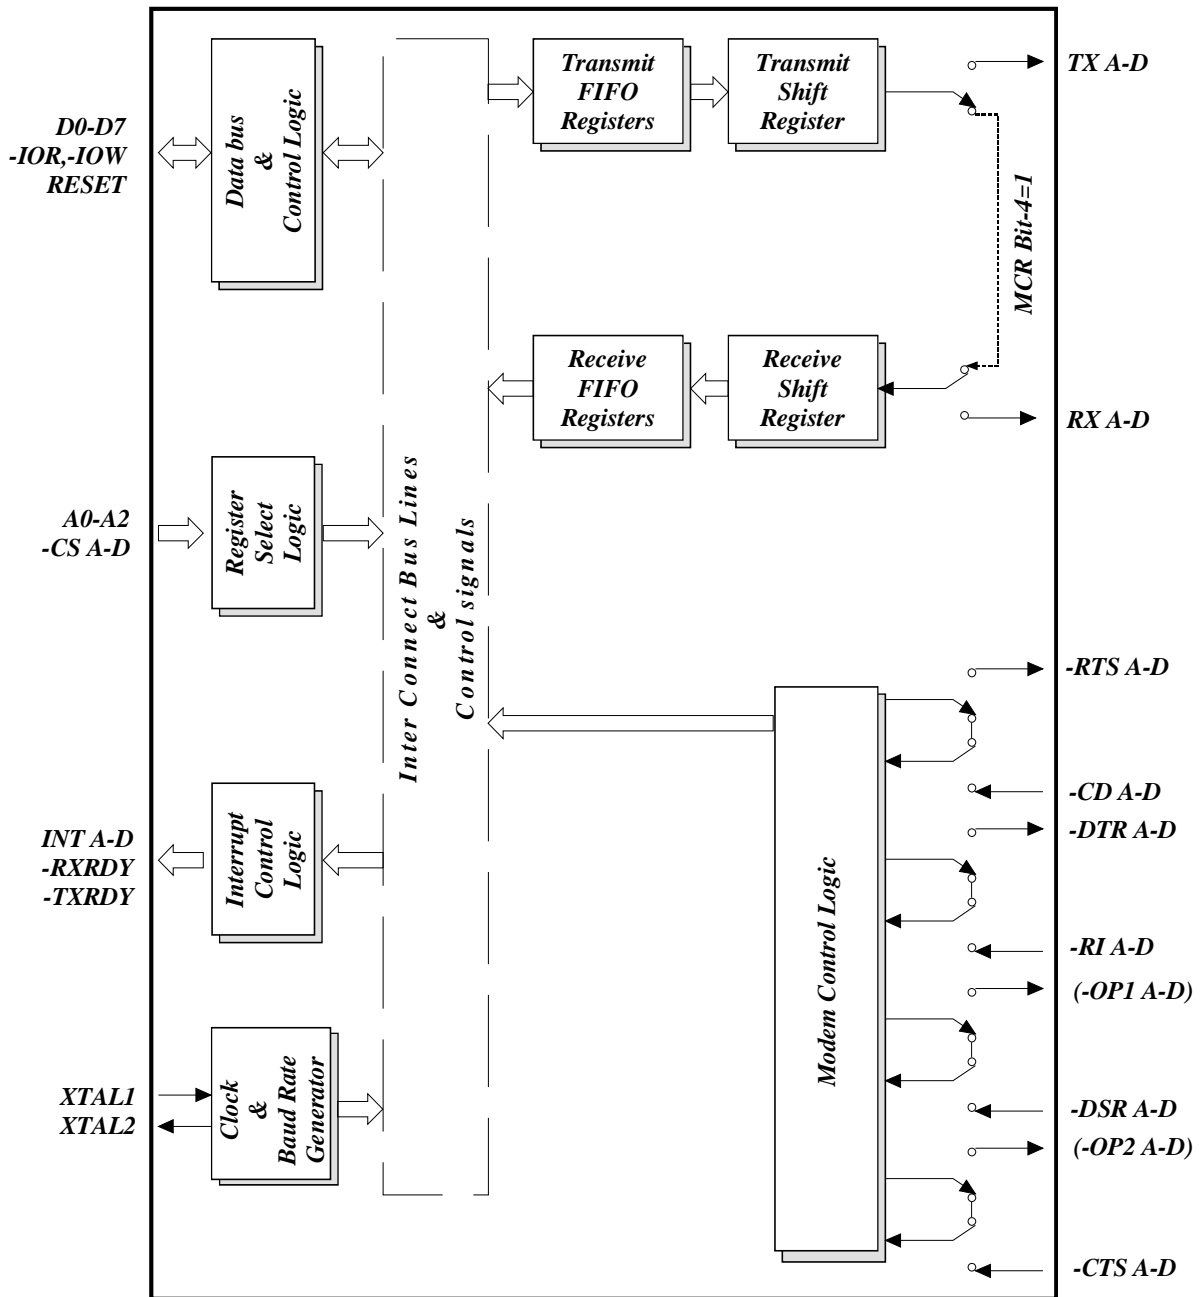 D0-D7
-IOR,-IOW
RESET
Data bus
&
Control Logic
Transmit
FIFO
Registers
Transmit
Shift
Register
TX A-D
MCR Bit-4=1
Receive
FIFO
Registers
Receive
Shift
Register
RX A-D
A0-A2
-CS A-D
Register
Select
Logic
Inter Connect Bus Lines
&
Control signals
INT A-D
-RXRDY
-TXRDY
Interrupt
Control
Logic
XTAL1
XTAL2
Clock
&
Baud Rate
Generator
Modem Control Logic
-RTS A-D
-CD A-D
-DTR A-D
-RI A-D
(-OP1 A-D)
-DSR A-D
(-OP2 A-D)
-CTS A-D